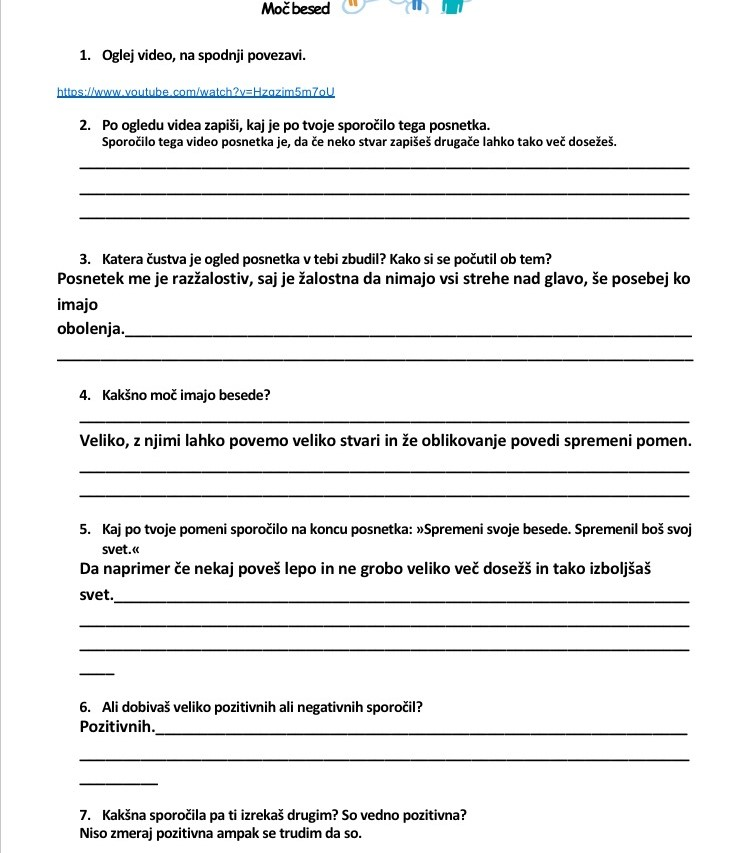 Moč besed
1. Oglej video, na spodnji povezavi.
https://www.youtube.com/watch?v=Hzgzim5m7oU
2. Po ogledu videa zapiši, kaj je po tvoje sporočilo tega posnetka.
Sporočilo tega video posnetka je, da če neko stvar zapišeš drugače lahko tako več dosežeš.
3. Katera čustva je ogled posnetka v tebi zbudil? Kako si se počutil ob tem?
Posnetek me je razžalostiv, saj je žalostna da nimajo vsi strehe nad glavo, še posebej ko
imajo
obolenja.
4. Kakšno moč imajo besede?
Veliko, z njimi lahko povemo veliko stvari in že oblikovanje povedi spremeni pomen.
5. Kaj po tvoje pomeni sporočilo na koncu posnetka: »Spremeni svoje besede. Spremenil boš svoj
svet.«
Da naprimer če nekaj poveš lepo in ne grobo veliko več dosežš in tako izboljšaš
svet.
6. Ali dobivaš veliko pozitivnih ali negativnih sporočil?
Pozitivnih.
7. Kakšna sporočila pa ti izrekaš drugim? So vedno pozitivna?
Niso zmeraj pozitivna ampak se trudim da so.